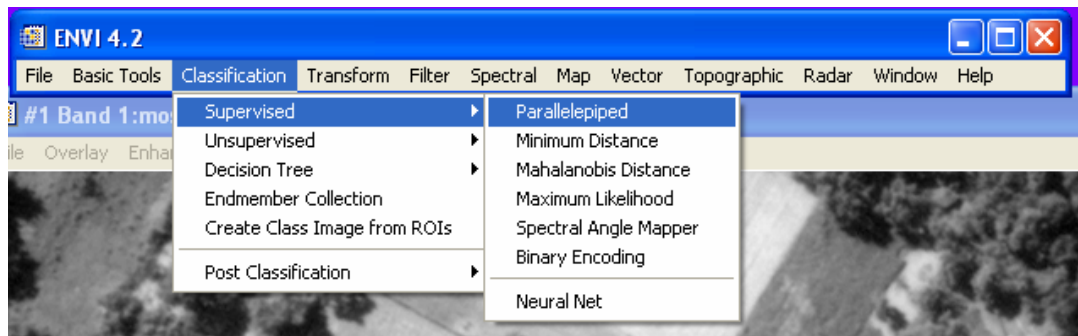 ENVI 4.2
File Basic Tools Classification Transform Filter Spectral Map Vector Topographic Radar Window Help
#1 Band 1:mo
Overlay Enha
Supervised
Unsupervised
Decision Tree
Endmember Collection
Create Class Image from ROIs
Post Classification
Parallelepiped
Minimum Distance
Mahalanobis Distance
Maximum Likelihood
Spectral Angle Mapper
Binary Encoding
Neural Net